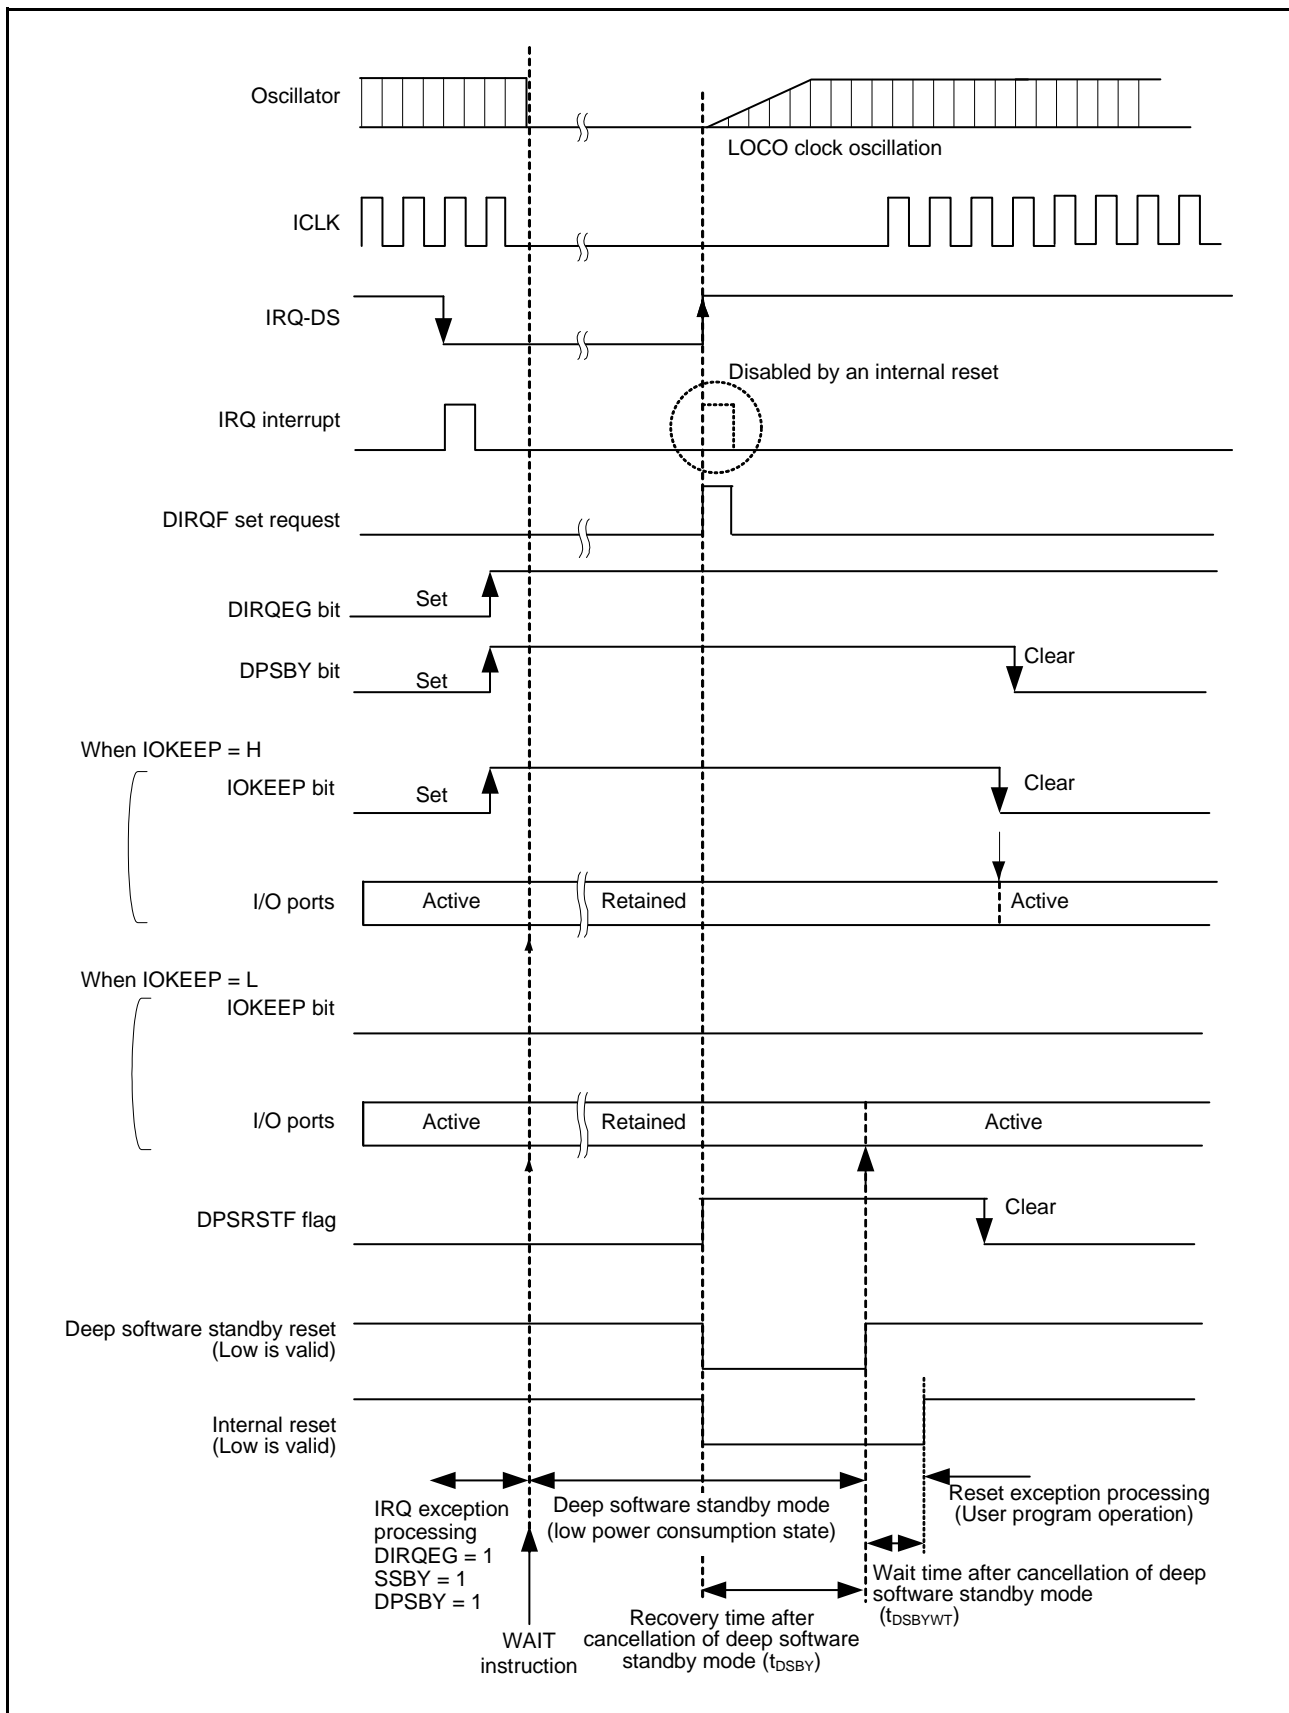 Oscillator
LOCO clock oscillation
ICLK
IRQ-DS
Disabled by an internal reset
IRQ interrupt
DIRQF set request
DIRQEG bit
Set
DPSBY bit
Set
Clear
When IOKEEP = H
IOKEEP bit
Set
Clear
I/O ports
Active
Retained
Active
When IOKEEP = L
IOKEEP bit
I/O ports
Active
Retained
Active
DPSRSTF flag
Clear
Deep software standby reset
(Low is valid)
Internal reset
(Low is valid)
IRQ exception
processing
DIRQEG = 1
SSBY = 1
DPSBY = 1
WAIT
instruction
Deep software standby mode
(low power consumption state)
Recovery time after
cancellation of deep software
standby mode (tDSBY)
Reset exception processing
(User program operation)
Wait time after cancellation of deep
software standby mode
(tDSBYWT)